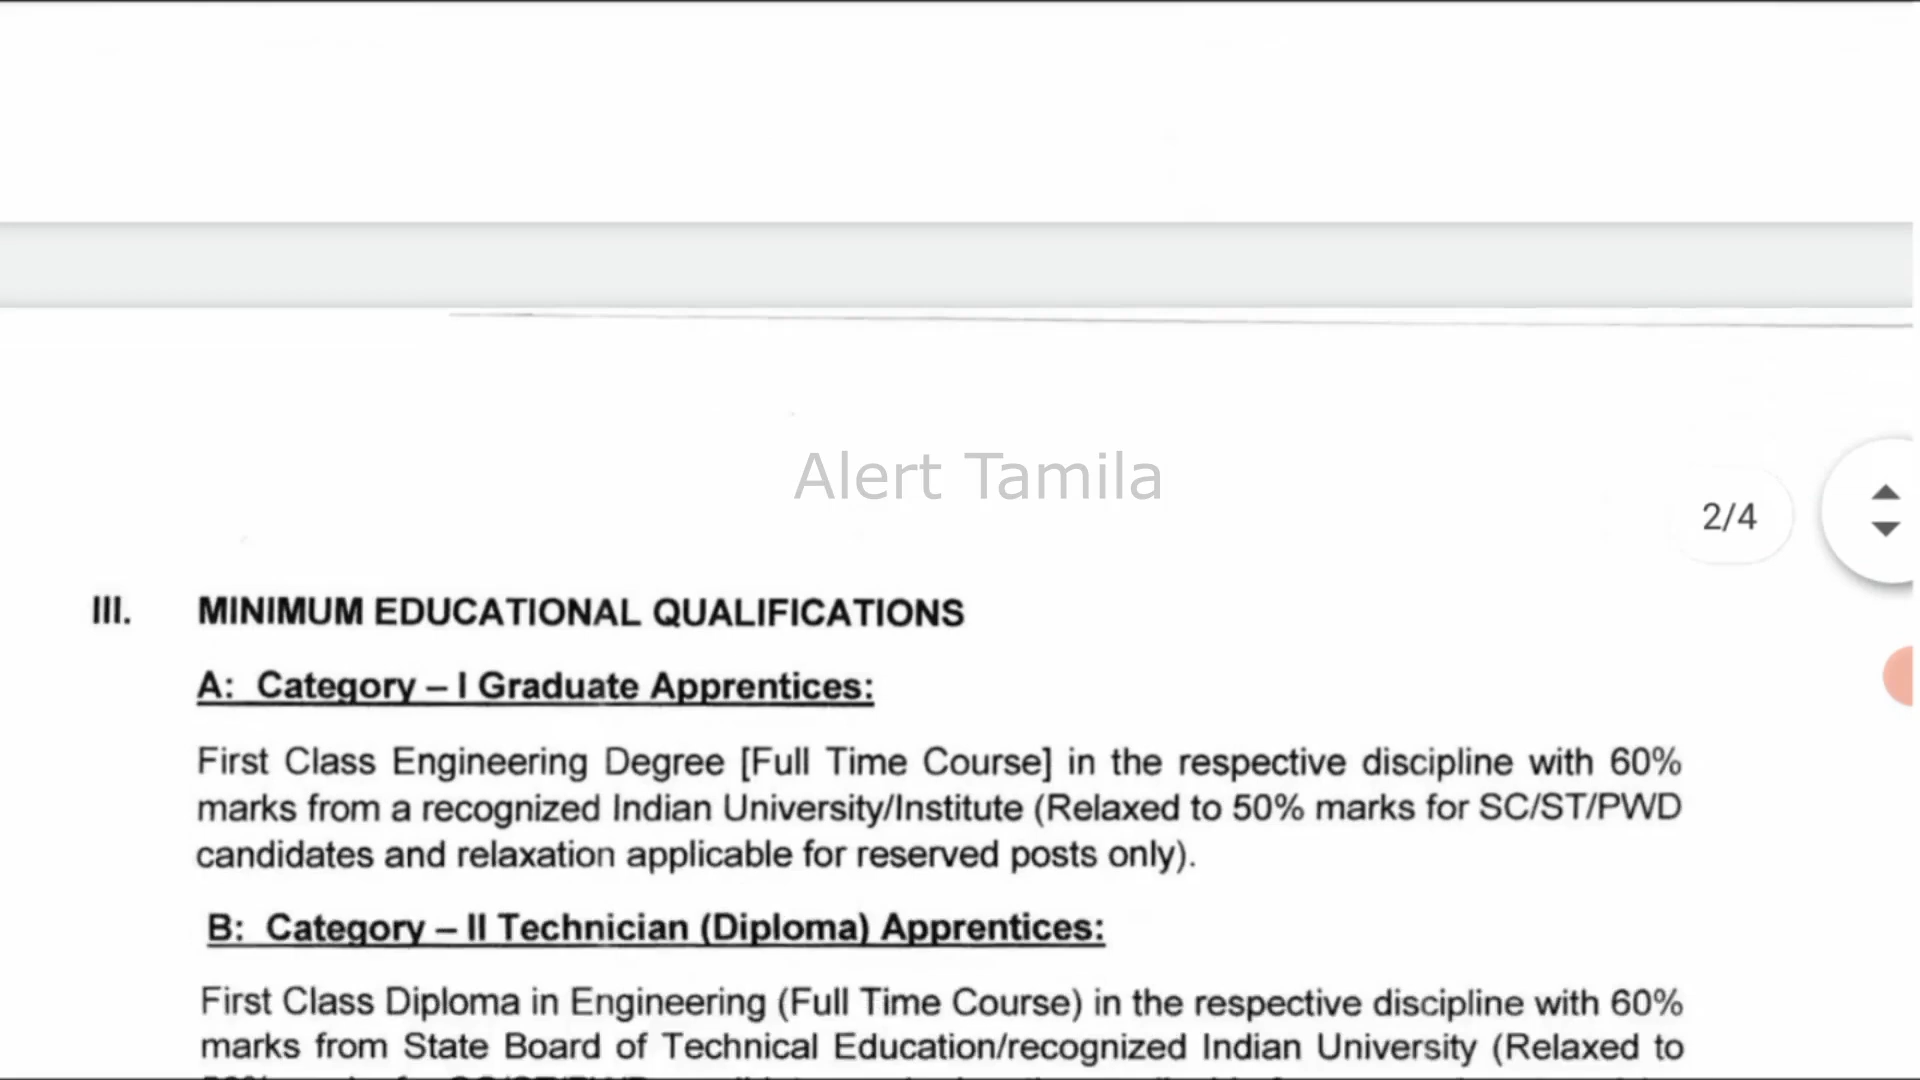 Alert Tamila
2/4
III. MINIMUM EDUCATIONAL QUALIFICATIONS
A: Category – I Graduate Apprentices:
First Class Engineering Degree [Full Time Course] in the respective discipline with 60%
marks from a recognized Indian University/Institute (Relaxed to 50% marks for SC/ST/PWD
candidates and relaxation applicable for reserved posts only).
B: Category – II Technician (Diploma) Apprentices:
First Class Diploma in Engineering (Full Time Course) in the respective discipline with 60%
marks from State Board of Technical Education/recognized Indian University (Relaxed to